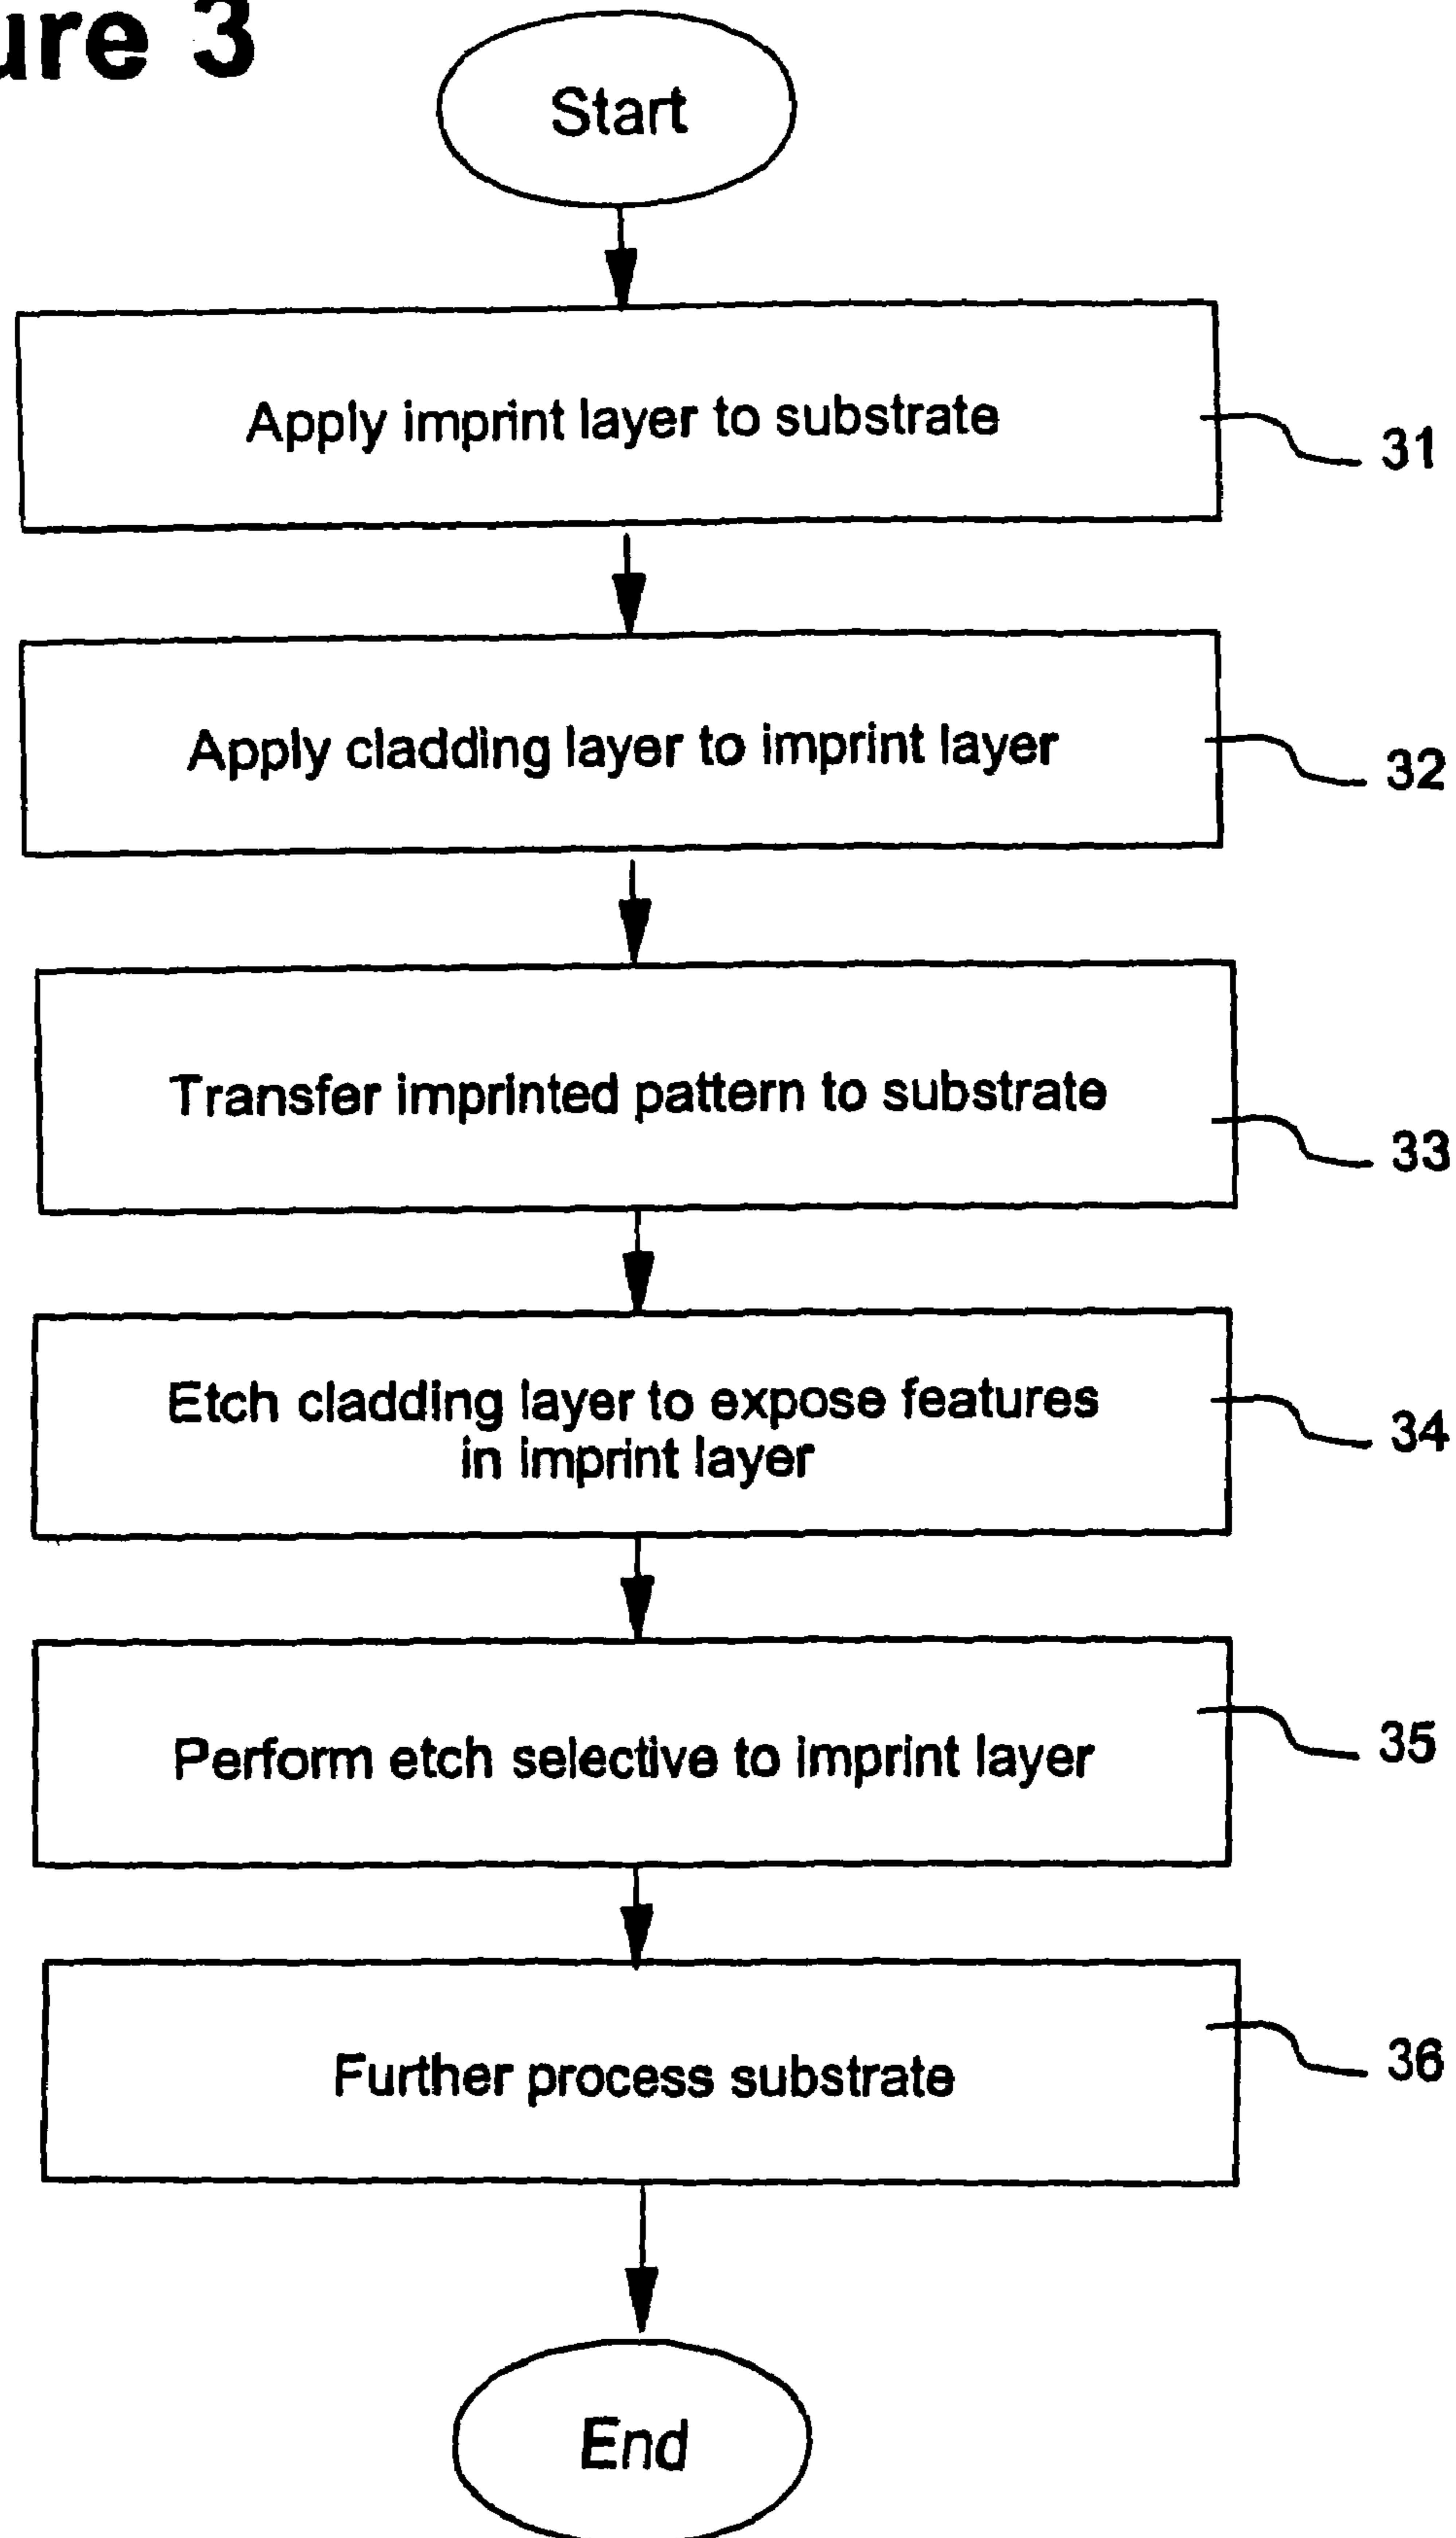 ure 3
Start
Apply imprint layer to substrate
31
Apply cladding layer to imprint layer
32
Transfer imprinted pattern to substrate
33
Etch cladding layer to expose features
in imprint layer
34
Perform etch selective to imprint layer
35
Further process substrate
36
End